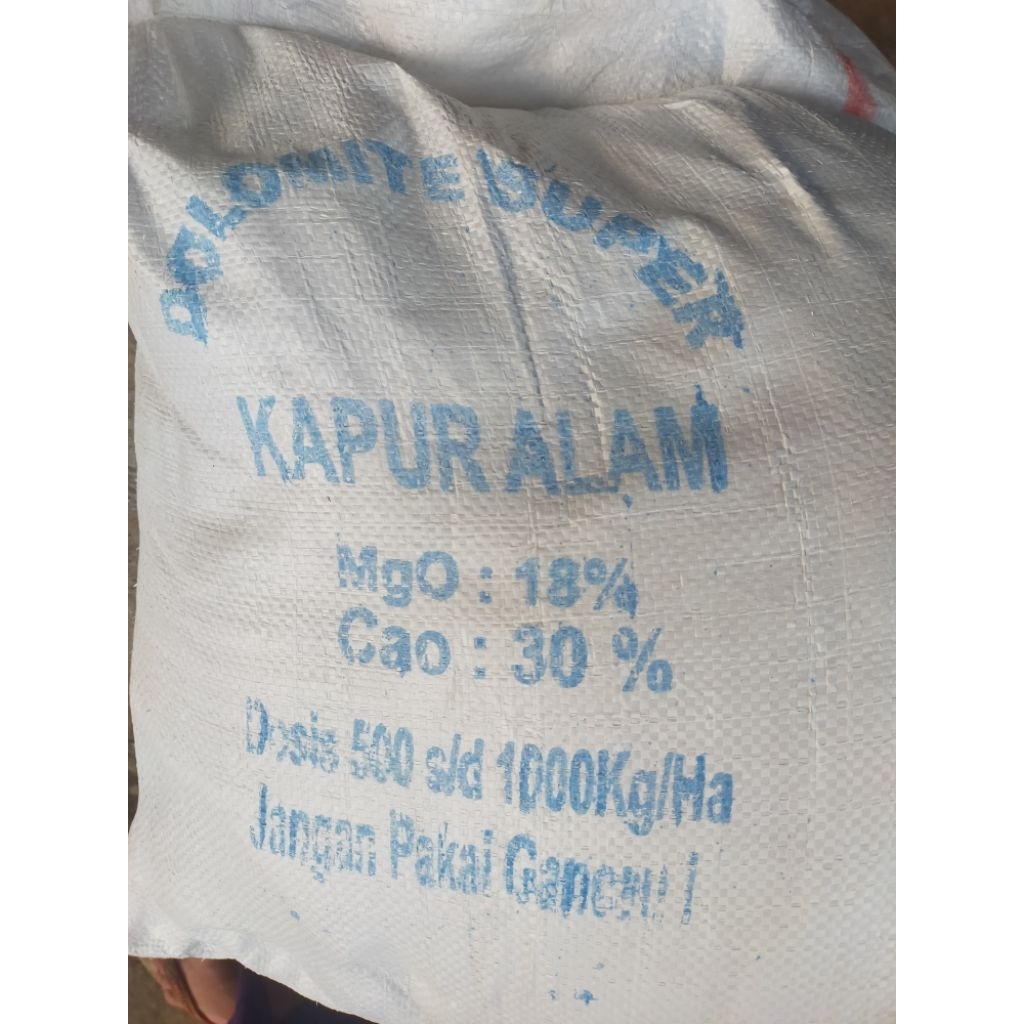 DOLOMITE SUPER
KAPUR ALAM
MgO : 18%
Cao : 30 %
Dosis 500 s/d 1000Kg/Ha
Jangan Pakai Gancu !